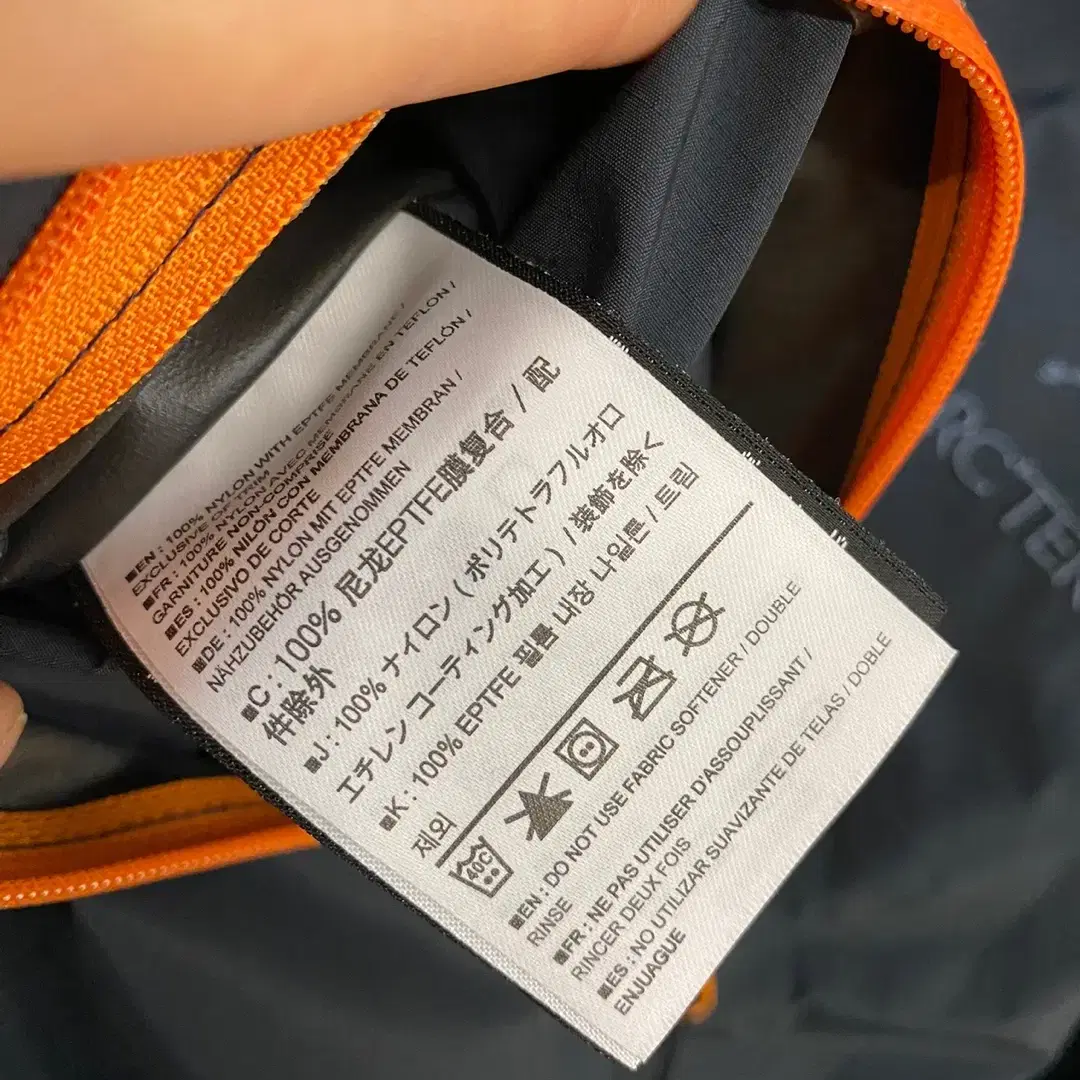 EN : 100% NYLON WITH EPTFE MEMBRANE /
EXCLUSIVE OF TRIM
FR : 100% NYLON AVEC MEMBRANE EN TEFLON /
GARNITURE NON-COMPRISE
ES : 100% NILÓN CON MEMBRANA DE TEFLÓN /
EXCLUSIVO DE CORTE
DE : 100% NYLON MIT EPTFE MEMBRAN /
NÄHZUBEHÖR AUSGENOMMEN
C : 100% 尼龙EPTFE膜复合 / 配
件除外
J : 100% ナイロン ( ポリテトラフルオロ
エチレン コーティング加工 ) / 装飾を除く
K : 100% EPTFE 필름 내장 나일론 / 트림
제외
40C
EN : DO NOT USE FABRIC SOFTENER / DOUBLE
RINSE
FR : NE PAS UTILISER D'ASSOUPLISSANT /
RINCER DEUX FOIS
ES : NO UTILIZAR SUAVIZANTE DE TELAS / DOBLE
ENJUAGUE
RC'TER